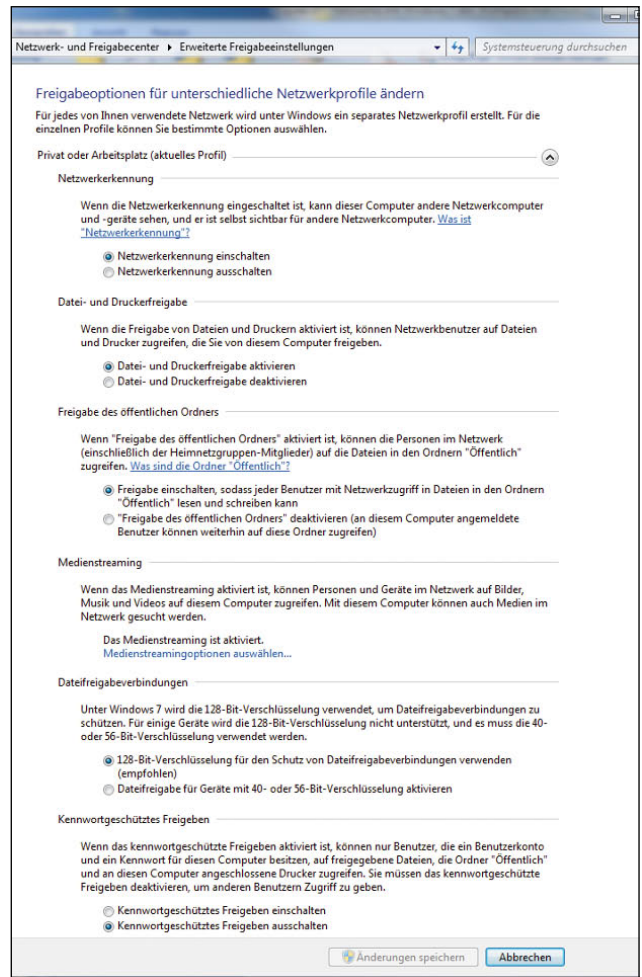 Netzwerk- und Freigabecenter ▸ Erweiterte Freigabeeinstellungen
Systemsteuerung durchsuchen
Freigabeoptionen für unterschiedliche Netzwerkprofile ändern
Für jedes von Ihnen verwendete Netzwerk wird unter Windows ein separates Netzwerkprofil erstellt. Für die
einzelnen Profile können Sie bestimmte Optionen auswählen.
Privat oder Arbeitsplatz (aktuelles Profil)
Netzwerkerkennung
Wenn die Netzwerkerkennung eingeschaltet ist, kann dieser Computer andere Netzwerkcomputer
und -geräte sehen, und er ist selbst sichtbar für andere Netzwerkcomputer. Was ist
"Netzwerkerkennung"?
Netzwerkerkennung einschalten
Netzwerkerkennung ausschalten
Datei- und Druckerfreigabe
Wenn die Freigabe von Dateien und Druckern aktiviert ist, können Netzwerkbenutzer auf Dateien
und Drucker zugreifen, die Sie von diesem Computer freigeben.
Datei- und Druckerfreigabe aktivieren
Datei- und Druckerfreigabe deaktivieren
Freigabe des öffentlichen Ordners
Wenn "Freigabe des öffentlichen Ordners" aktiviert ist, können die Personen im Netzwerk
(einschließlich der Heimnetzgruppen-Mitglieder) auf die Dateien in den Ordnern "Öffentlich"
zugreifen. Was sind die Ordner "Öffentlich"?
Freigabe einschalten, sodass jeder Benutzer mit Netzwerkzugriff in Dateien in den Ordnern
"Öffentlich" lesen und schreiben kann
"Freigabe des öffentlichen Ordners" deaktivieren (an diesem Computer angemeldete
Benutzer können weiterhin auf diese Ordner zugreifen)
Medienstreaming
Wenn das Medienstreaming aktiviert ist, können Personen und Geräte im Netzwerk auf Bilder,
Musik und Videos auf diesem Computer zugreifen. Mit diesem Computer können auch Medien im
Netzwerk gesucht werden.
Das Medienstreaming ist aktiviert.
Medienstreamingoptionen auswählen...
Dateifreigabeverbindungen
Unter Windows 7 wird die 128-Bit-Verschlüsselung verwendet, um Dateifreigabeverbindungen zu
schützen. Für einige Geräte wird die 128-Bit-Verschlüsselung nicht unterstützt, und es muss die 40-
oder 56-Bit-Verschlüsselung verwendet werden.
128-Bit-Verschlüsselung für den Schutz von Dateifreigabeverbindungen verwenden
(empfohlen)
Dateifreigabe für Geräte mit 40- oder 56-Bit-Verschlüsselung aktivieren
Kennwortgeschütztes Freigeben
Wenn das kennwortgeschützte Freigeben aktiviert ist, können nur Benutzer, die ein Benutzerkonto
und ein Kennwort für diesen Computer besitzen, auf freigegebene Dateien, die Ordner "Öffentlich"
und an diesen Computer angeschlossene Drucker zugreifen. Sie müssen das kennwortgeschützte
Freigeben deaktivieren, um anderen Benutzern Zugriff zu geben.
Kennwortgeschütztes Freigeben einschalten
Kennwortgeschütztes Freigeben ausschalten
Änderungen speichern
Abbrechen